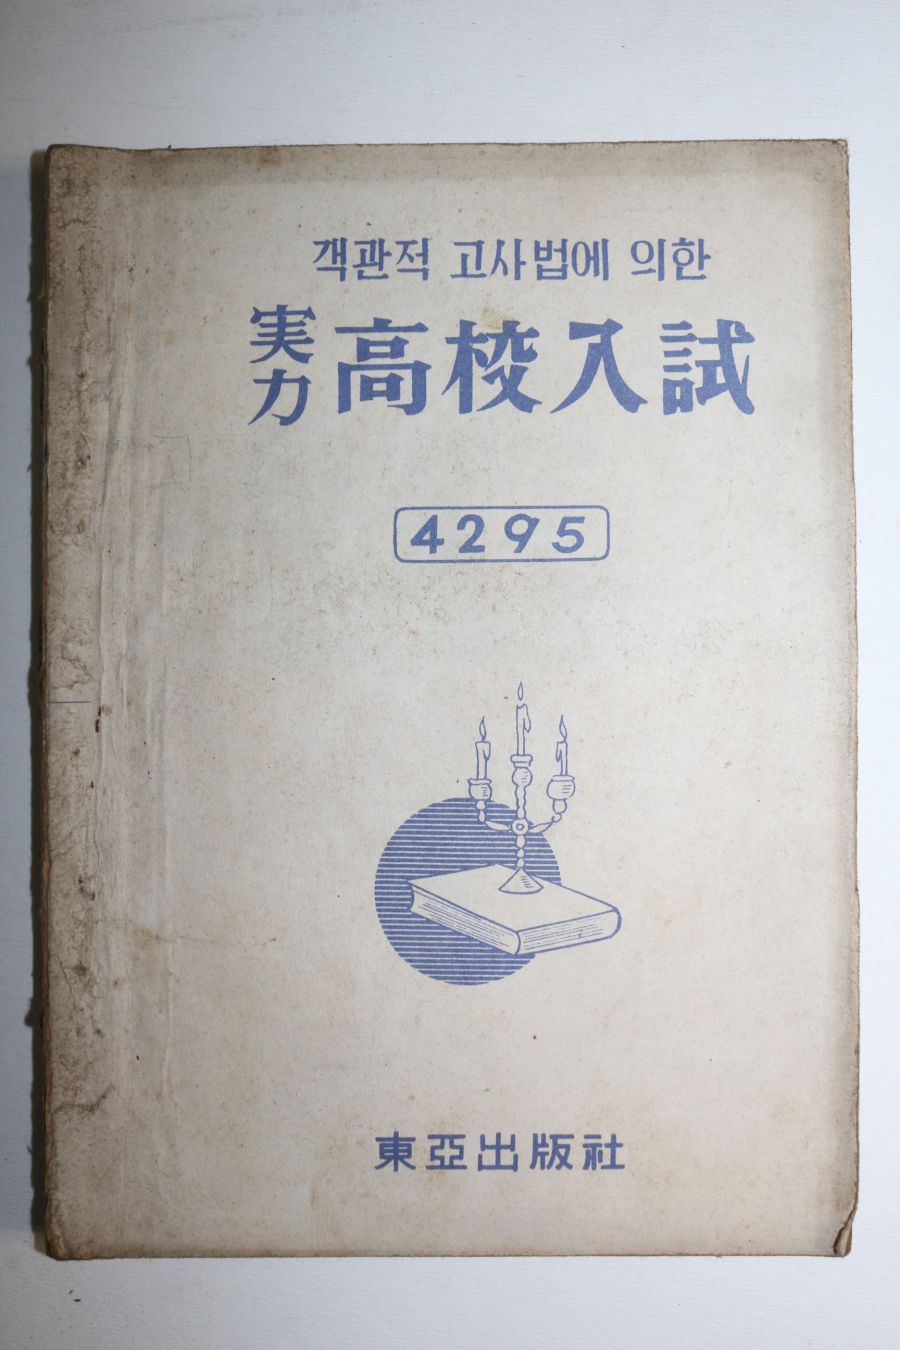 객관적 고사법에 의한
実力 高校入試
4295
東亞出版社